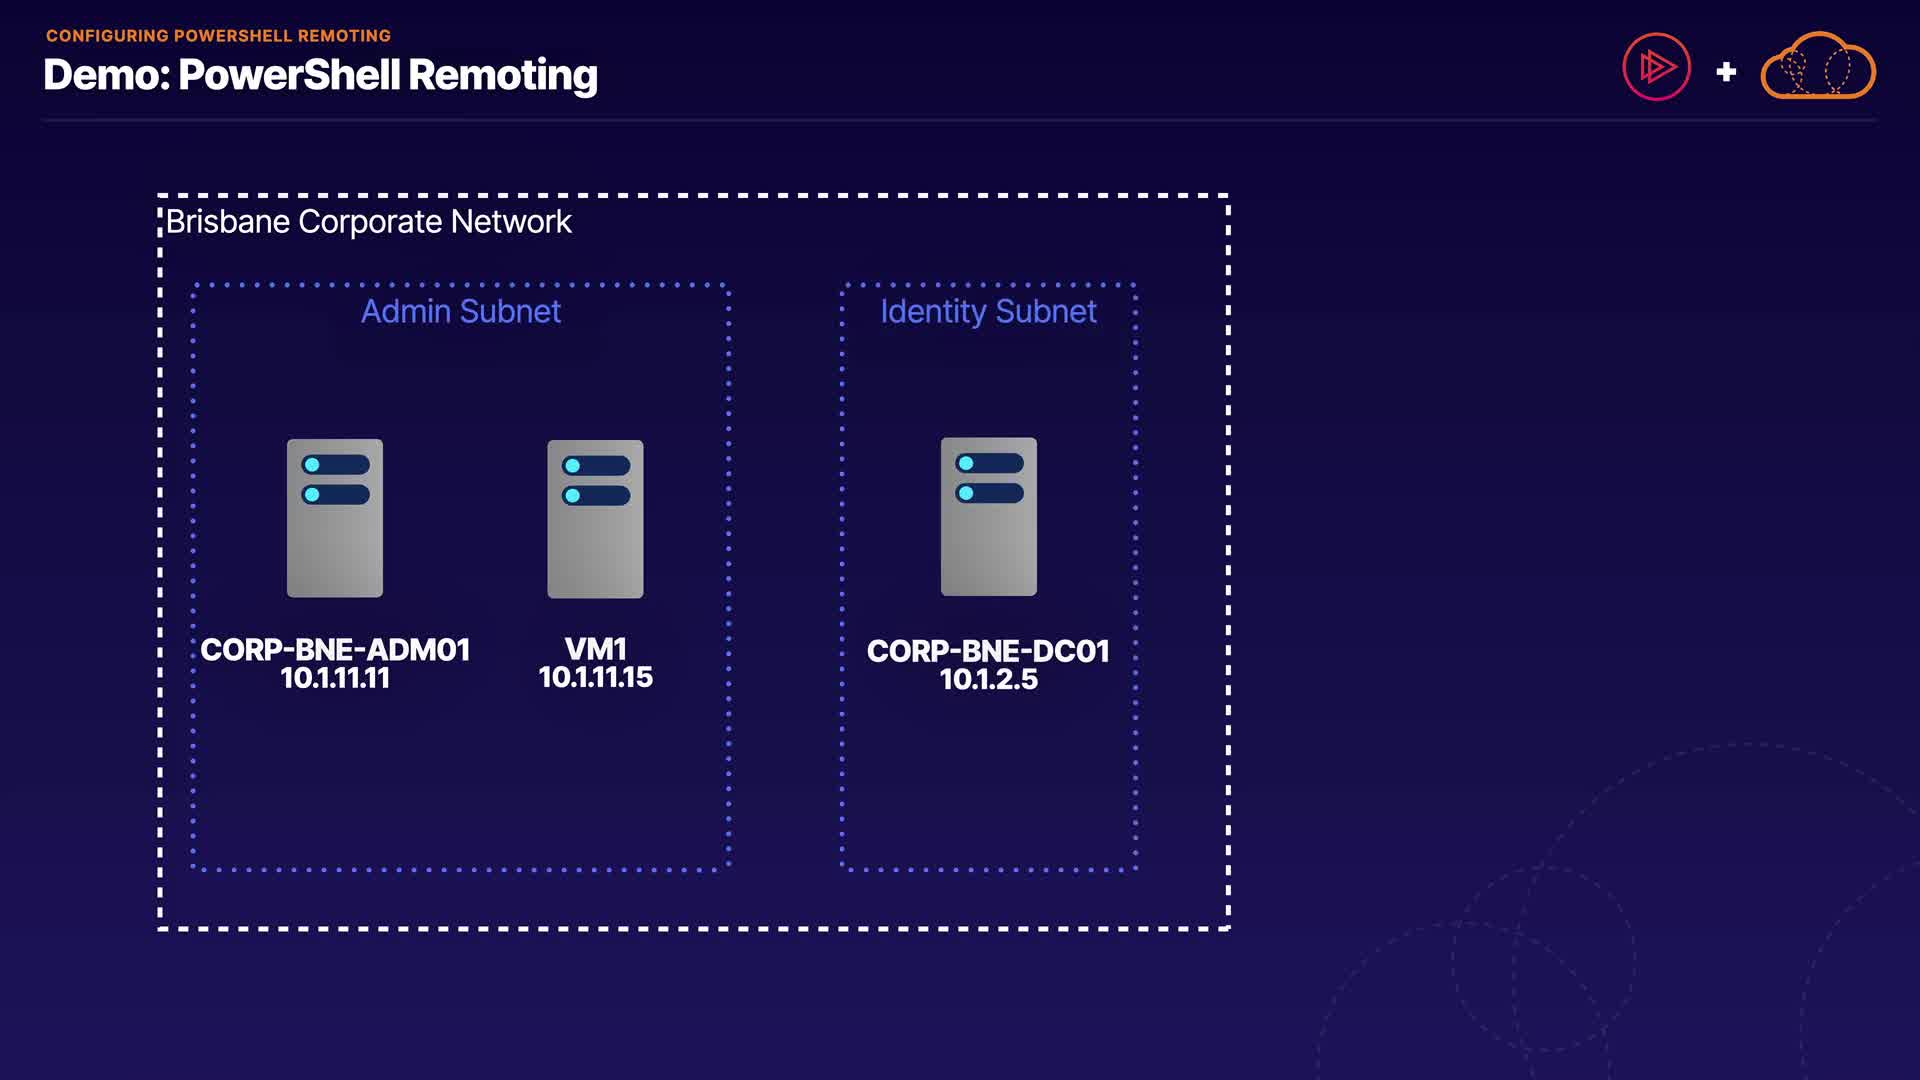 CONFIGURING POWERSHELL REMOTING
Demo: PowerShell Remoting
Brisbane Corporate Network
Admin Subnet
Identity Subnet
CORP-BNE-ADM01
10.1.11.11
VM1
10.1.11.15
CORP-BNE-DC01
10.1.2.5